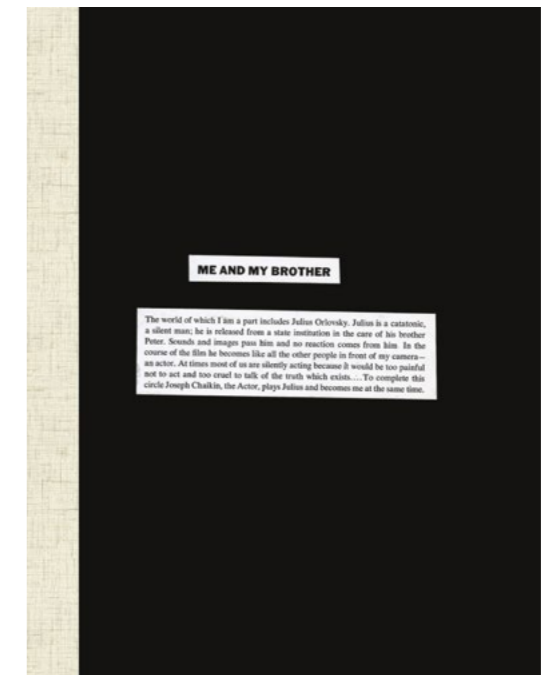 ME AND MY BROTHER
The world of which I am a part includes Julius Orlovsky. Julius is a catatonic,
a silent man; he is released from a state institution in the care of his brother
Peter. Sounds and images pass him and no reaction comes from him. In the
course of the film he becomes like all the other people in front of my camera—
an actor. At times most of us are silently acting because it would be too painful
not to act and too cruel to talk of the truth which exists....To complete this
circle Joseph Chaikin, the Actor, plays Julius and becomes me at the same time.